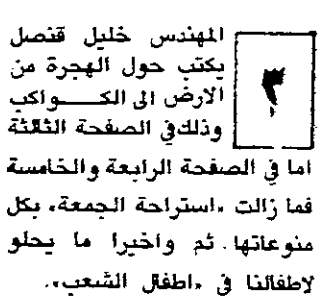 المهندس خليل قنصل
يكتب حول الهجرة من
الارض الى الكـــواكب
وذلك في الصفحة الثالثة
اما في الصفحة الرابعة والخامسة
فما زالت «استراحة الجمعة» بكل
منوعاتها. ثم واخيرا ما يحلو
لاطفالنا في «اطفال الشعب».